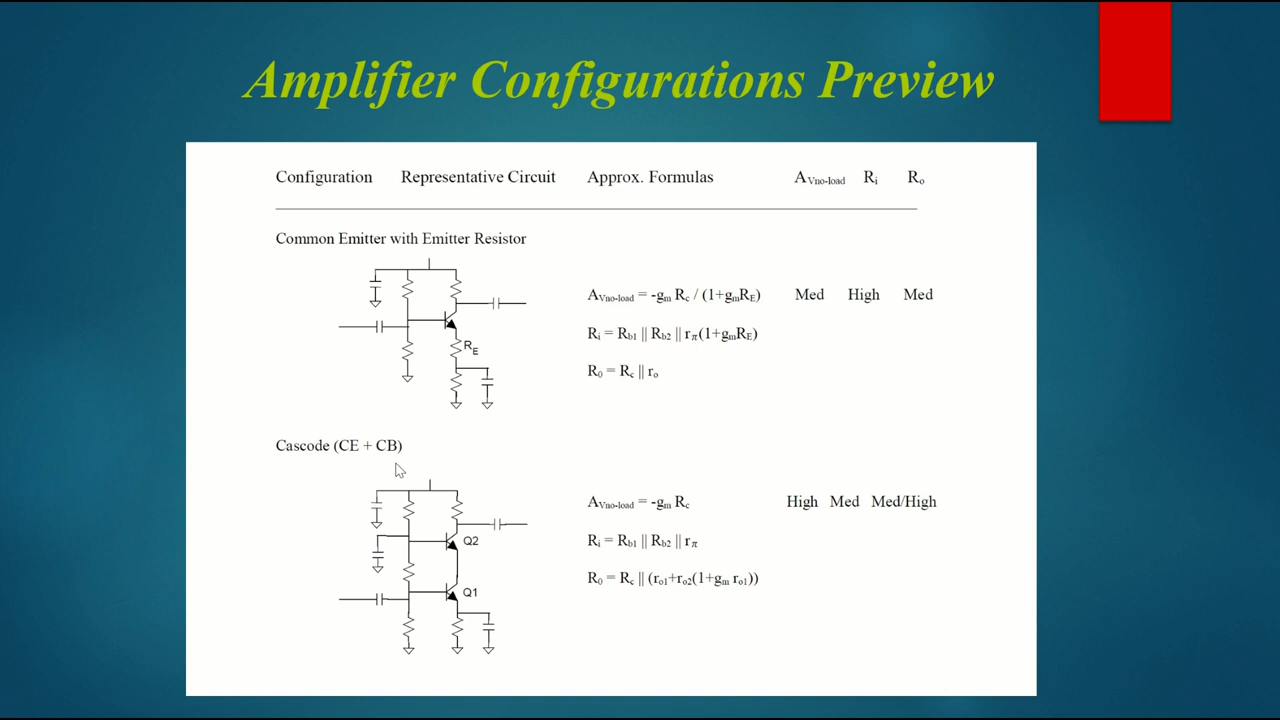 Amplifier Configurations Preview
Configuration Representative Circuit Approx. Formulas A_Vno-load R_i R_o
Common Emitter with Emitter Resistor
A_Vno-load = -g_m R_c / (1+g_mR_E) Med High Med
R_i = R_b1 || R_b2 || r_π(1+g_mR_E)
R_E
R_0 = R_c || r_o
Cascode (CE + CB)
A_Vno-load = -g_m R_c High Med Med/High
Q2
R_i = R_b1 || R_b2 || r_π
R_0 = R_c || (r_o1+r_o2(1+g_m r_o1))
Q1